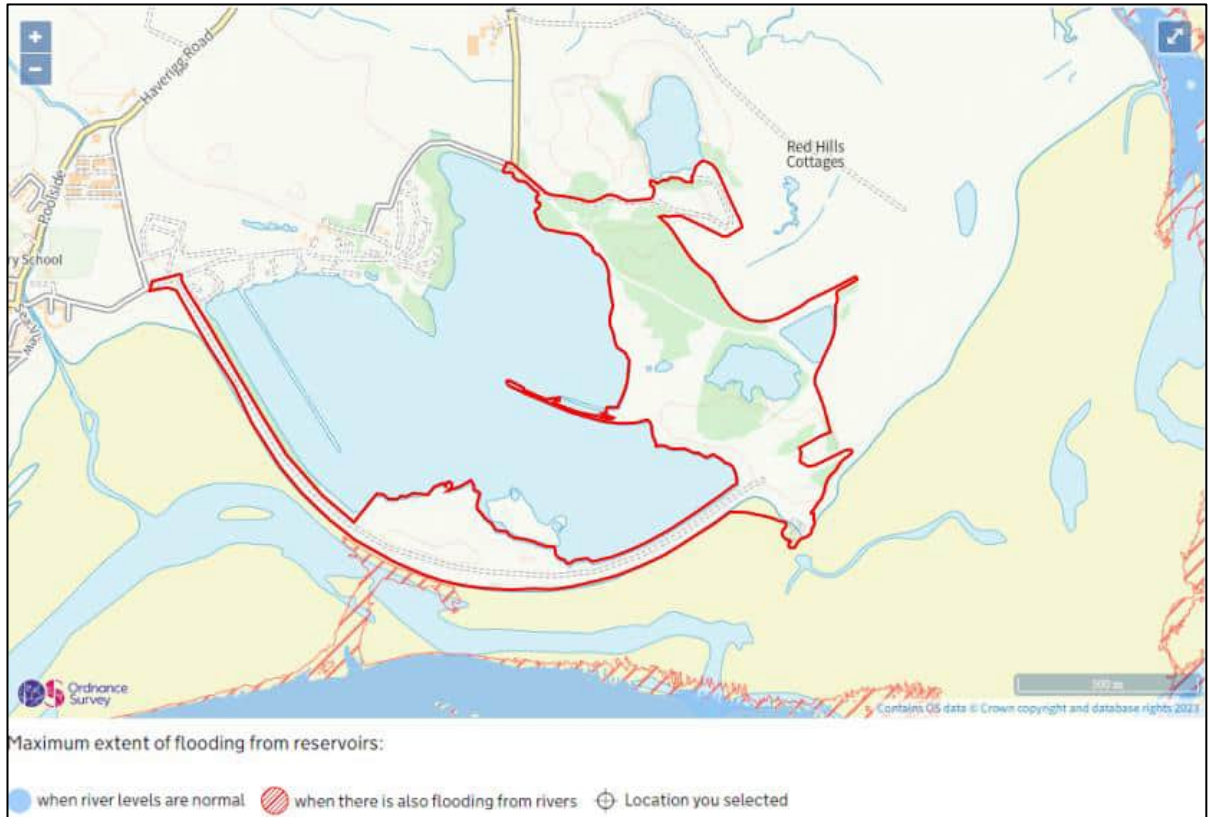 +
−
Haverigg Road
Poolside
Red Hills
Cottages
ry School
Ordnance
Survey
500 m
Contains OS data © Crown copyright and database rights 2023
Maximum extent of flooding from reservoirs:
when river levels are normal
when there is also flooding from rivers
Location you selected